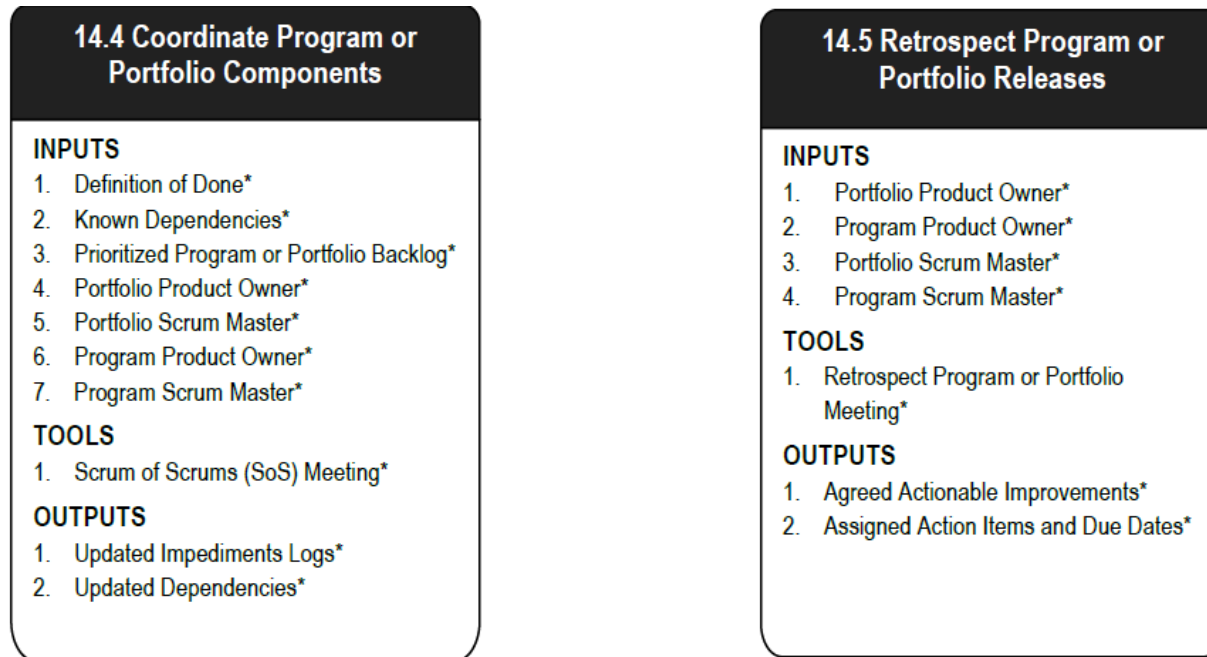 14.4 Coordinate Program or
Portfolio Components
INPUTS
1. Definition of Done*
2. Known Dependencies*
3. Prioritized Program or Portfolio Backlog*
4. Portfolio Product Owner*
5. Portfolio Scrum Master*
6. Program Product Owner*
7. Program Scrum Master*
TOOLS
1. Scrum of Scrums (SoS) Meeting*
OUTPUTS
1. Updated Impediments Logs*
2. Updated Dependencies*
14.5 Retrospect Program or
Portfolio Releases
INPUTS
1. Portfolio Product Owner*
2. Program Product Owner*
3. Portfolio Scrum Master*
4. Program Scrum Master*
TOOLS
1. Retrospect Program or Portfolio
Meeting*
OUTPUTS
1. Agreed Actionable Improvements*
2. Assigned Action Items and Due Dates*